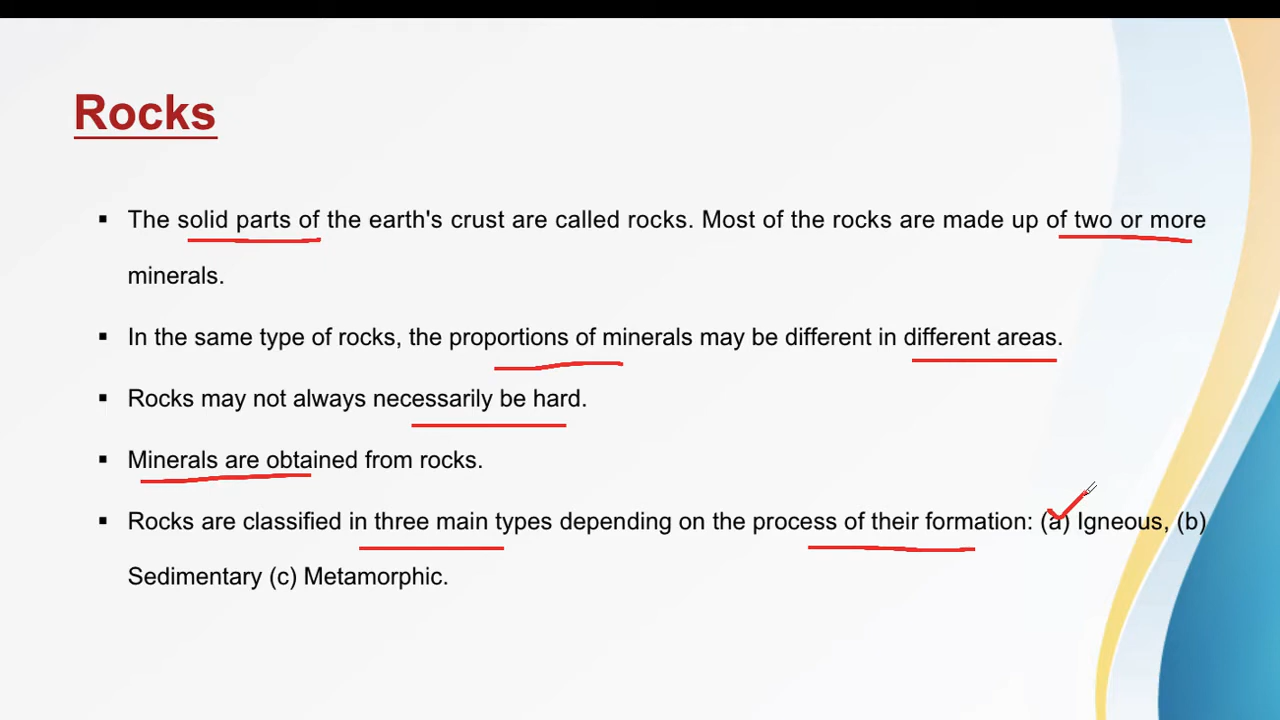 Rocks
▪ The solid parts of the earth's crust are called rocks. Most of the rocks are made up of two or more
minerals.
▪ In the same type of rocks, the proportions of minerals may be different in different areas.
▪ Rocks may not always necessarily be hard.
▪ Minerals are obtained from rocks.
▪ Rocks are classified in three main types depending on the process of their formation: (a) Igneous, (b)
Sedimentary (c) Metamorphic.